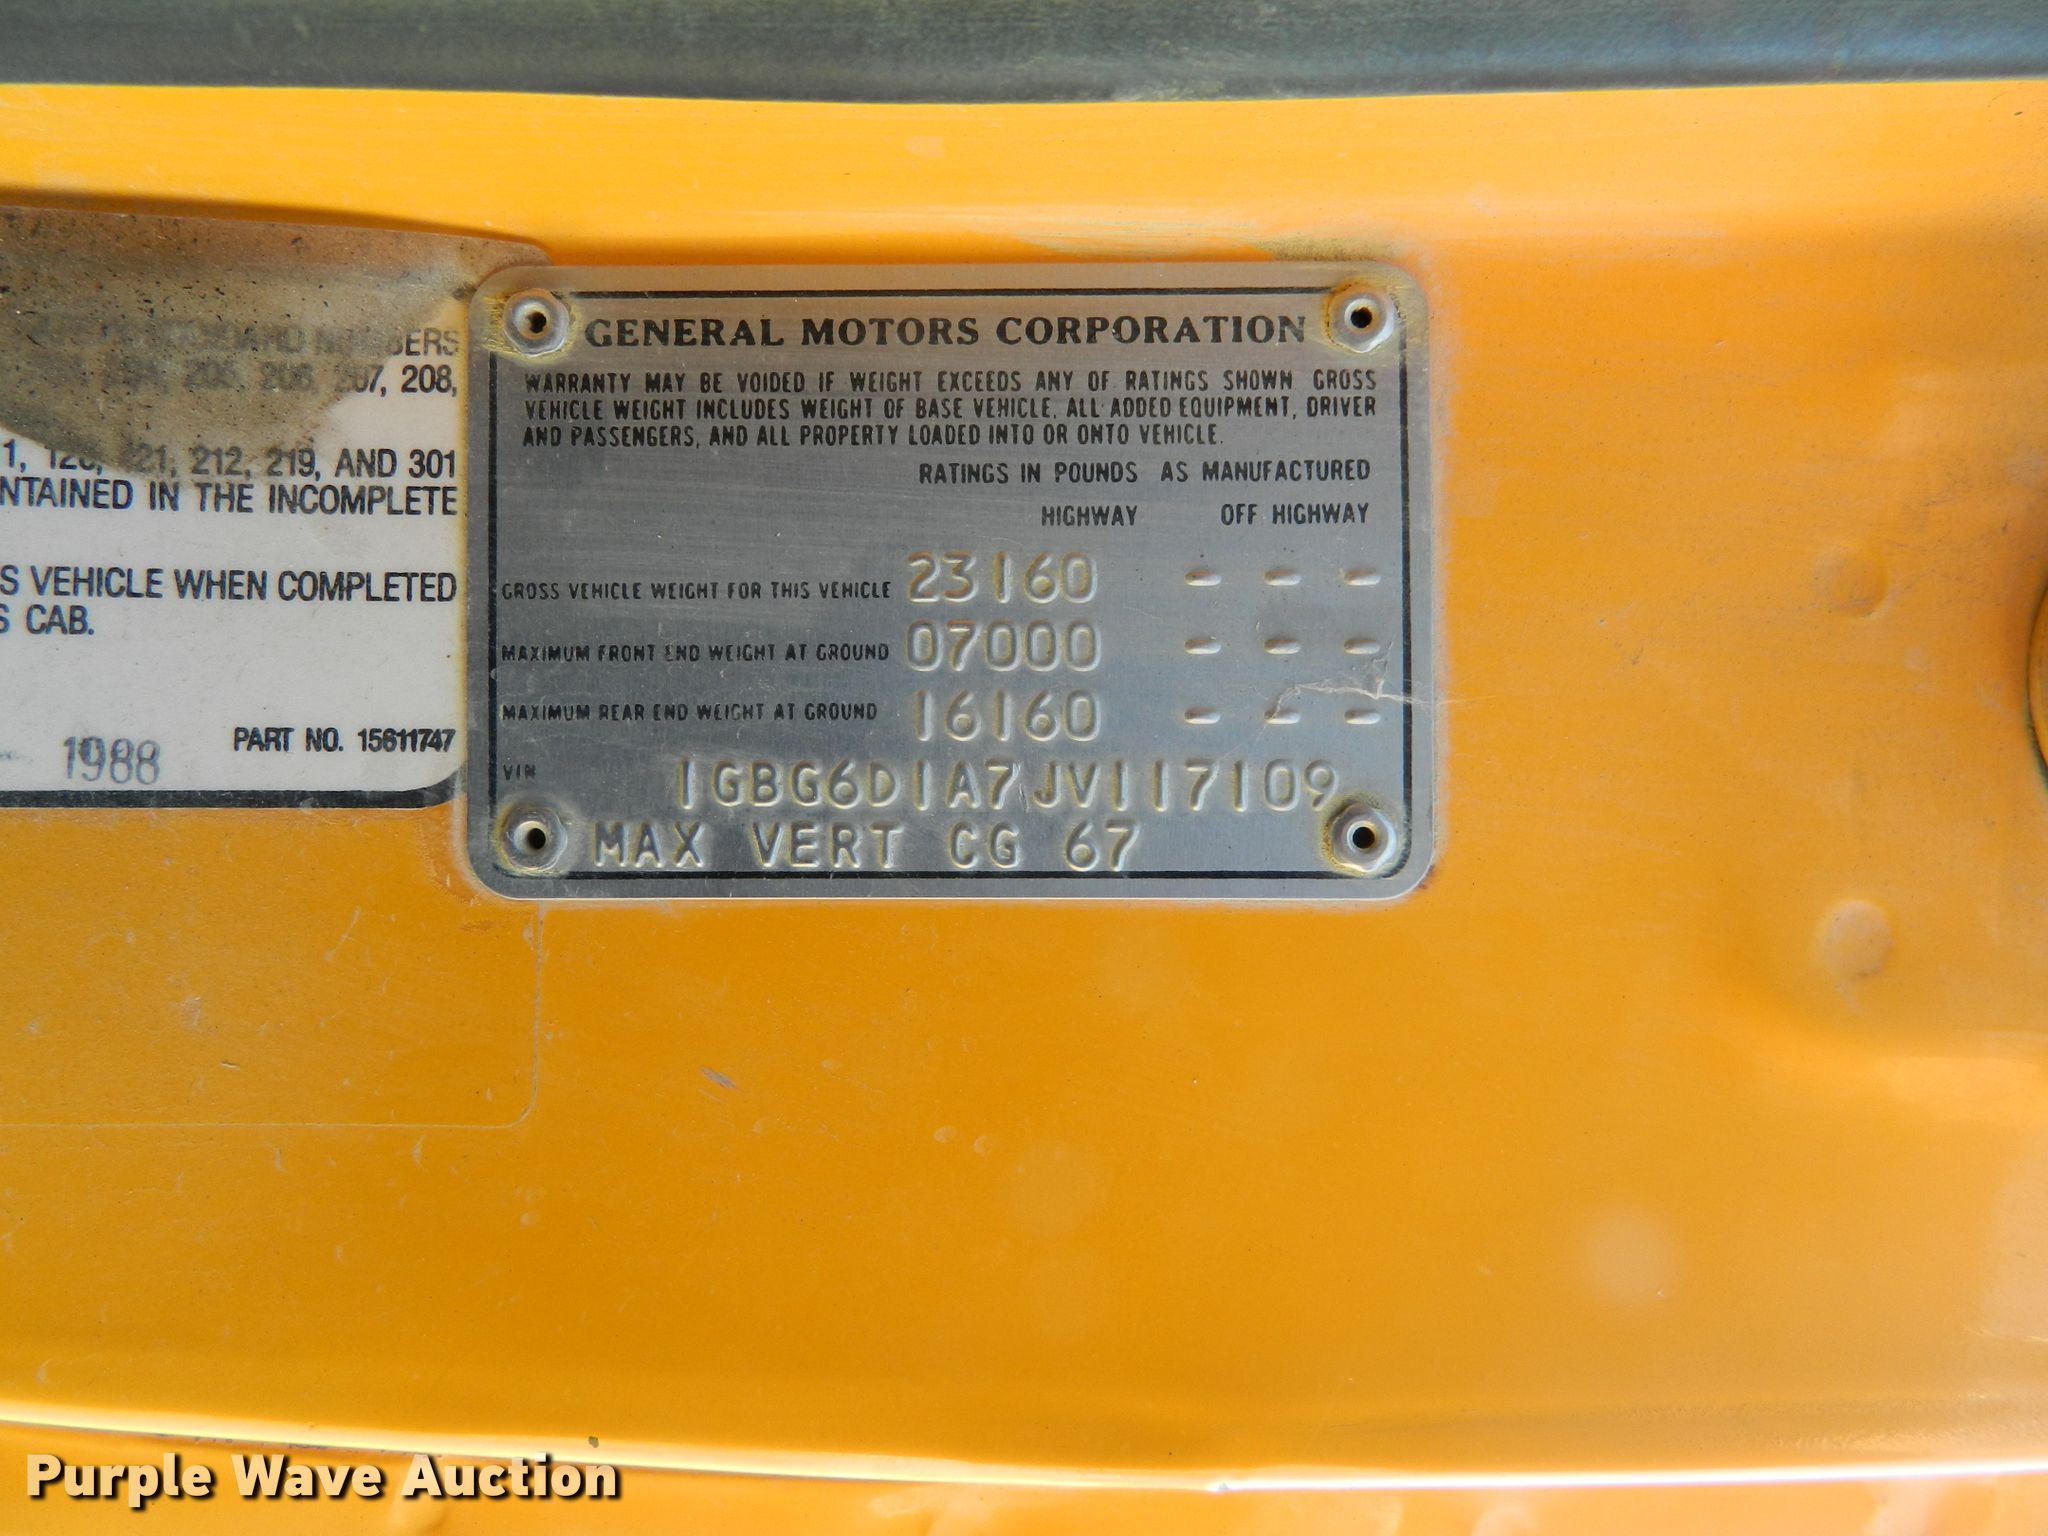 NUMBERS
205, 206, 207, 208,
1, 120, 121, 212, 219, AND 301
NTAINED IN THE INCOMPLETE
S VEHICLE WHEN COMPLETED
S CAB.
1988 PART NO. 15611747
GENERAL MOTORS CORPORATION
WARRANTY MAY BE VOIDED IF WEIGHT EXCEEDS ANY OF RATINGS SHOWN GROSS
VEHICLE WEIGHT INCLUDES WEIGHT OF BASE VEHICLE, ALL ADDED EQUIPMENT, DRIVER
AND PASSENGERS, AND ALL PROPERTY LOADED INTO OR ONTO VEHICLE.
RATINGS IN POUNDS AS MANUFACTURED
HIGHWAY OFF HIGHWAY
GROSS VEHICLE WEIGHT FOR THIS VEHICLE 23160 - - -
MAXIMUM FRONT END WEIGHT AT GROUND 07000 - - -
MAXIMUM REAR END WEIGHT AT GROUND 16160 - - -
VIN 1GBG6D1A7JV117109
MAX VERT CG 67
Purple Wave Auction